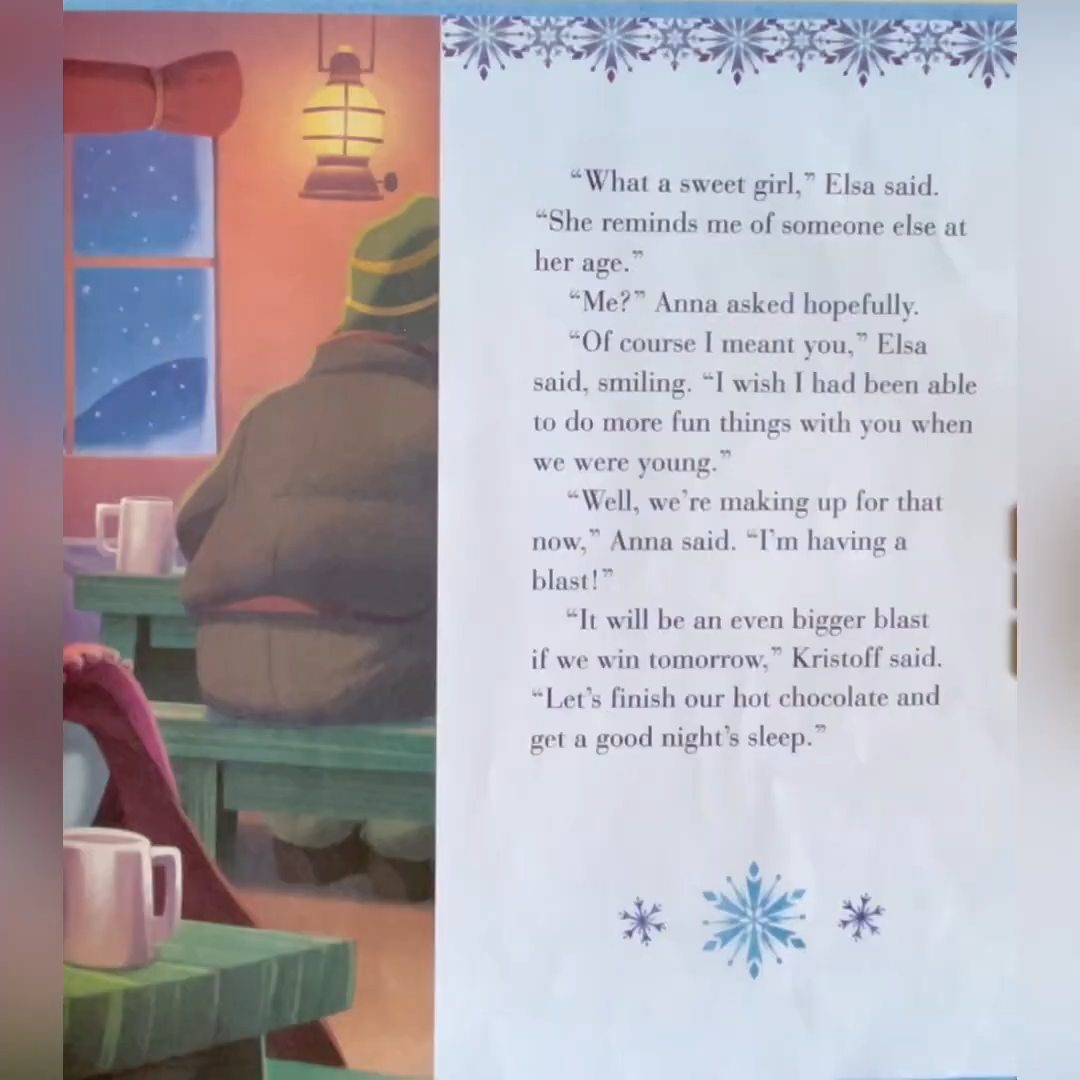 “What a sweet girl,” Elsa said.
“She reminds me of someone else at
her age.”
“Me?” Anna asked hopefully.
“Of course I meant you,” Elsa
said, smiling. “I wish I had been able
to do more fun things with you when
we were young.”
“Well, we’re making up for that
now,” Anna said. “I’m having a
blast!”
“It will be an even bigger blast
if we win tomorrow,” Kristoff said.
“Let’s finish our hot chocolate and
get a good night’s sleep.”